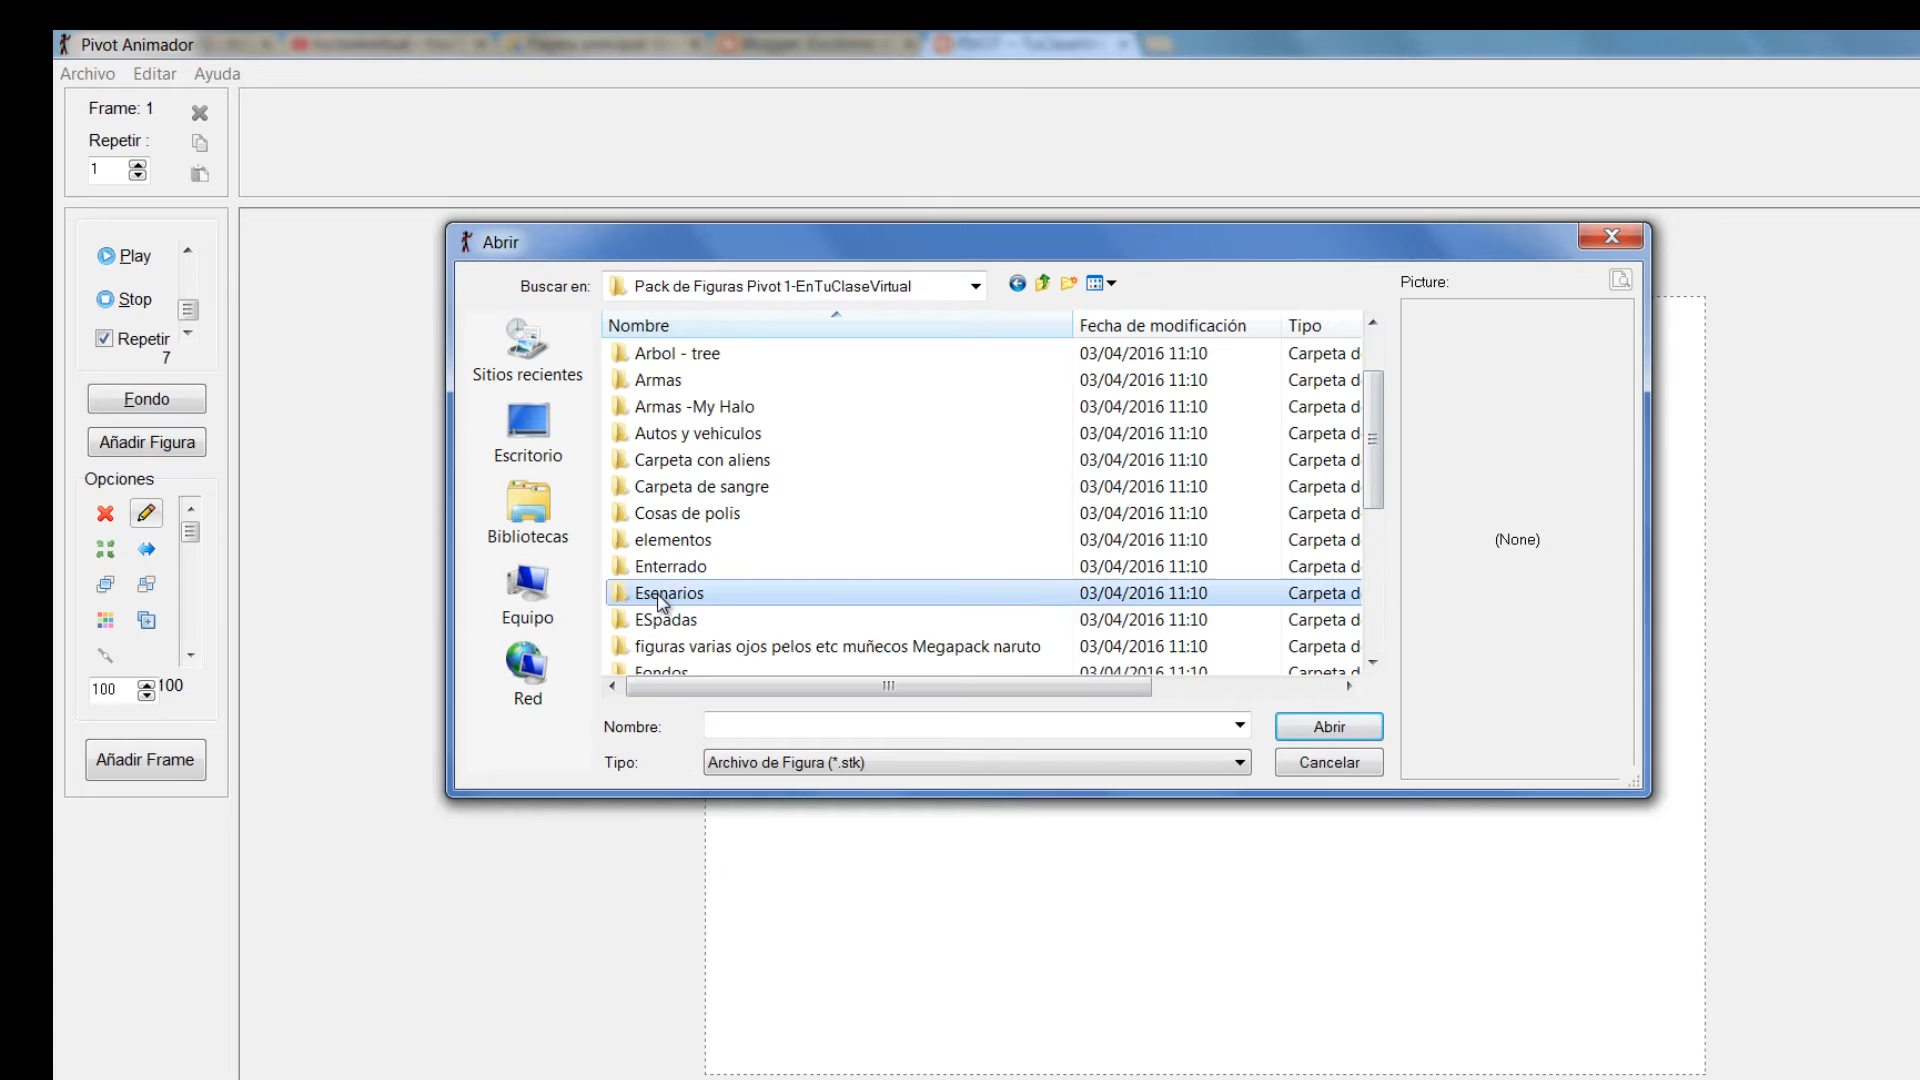 Pivot Animador
Archivo Editar Ayuda
Frame: 1
Repetir :
1
Play
Stop
Repetir
7
Fondo
Añadir Figura
Opciones
100 100
Añadir Frame
Abrir
Buscar en: Pack de Figuras Pivot 1-EnTuClaseVirtual
Picture:
Sitios recientes
Escritorio
Bibliotecas
Equipo
Red
Nombre Fecha de modificación Tipo
Arbol - tree 03/04/2016 11:10 Carpeta d
Armas 03/04/2016 11:10 Carpeta d
Armas -My Halo 03/04/2016 11:10 Carpeta d
Autos y vehiculos 03/04/2016 11:10 Carpeta d
Carpeta con aliens 03/04/2016 11:10 Carpeta d
Carpeta de sangre 03/04/2016 11:10 Carpeta d
Cosas de polis 03/04/2016 11:10 Carpeta d
elementos 03/04/2016 11:10 Carpeta d
Enterrado 03/04/2016 11:10 Carpeta d
Esenarios 03/04/2016 11:10 Carpeta d
ESpadas 03/04/2016 11:10 Carpeta d
figuras varias ojos pelos etc muñecos Megapack naruto 03/04/2016 11:10 Carpeta d
Fondos 03/04/2016 11:10 Carpeta d
(None)
Nombre: Abrir
Tipo: Archivo de Figura (*.stk) Cancelar